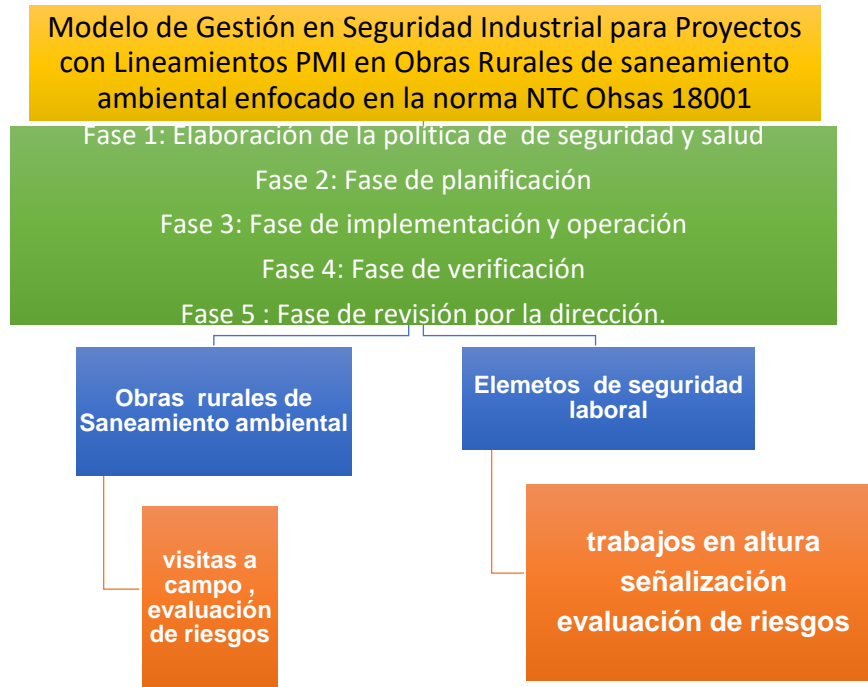 Modelo de Gestión en Seguridad Industrial para Proyectos
con Lineamientos PMI en Obras Rurales de saneamiento
ambiental enfocado en la norma NTC Ohsas 18001
Fase 1: Elaboración de la política de de seguridad y salud
Fase 2: Fase de planificación
Fase 3: Fase de implementación y operación
Fase 4: Fase de verificación
Fase 5 : Fase de revisión por la dirección.
Obras rurales de
Saneamiento ambiental
Elemetos de seguridad
laboral
visitas a
campo ,
evaluación
de riesgos
trabajos en altura
señalización
evaluación de riesgos